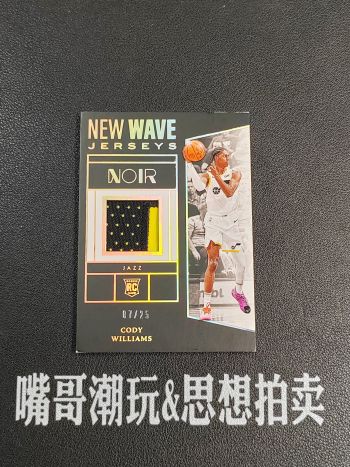 NEW WAVE
JERSEYS
NOIR
JAZZ
RC
07/25
CODY
WILLIAMS
嘴哥潮玩&思想拍卖